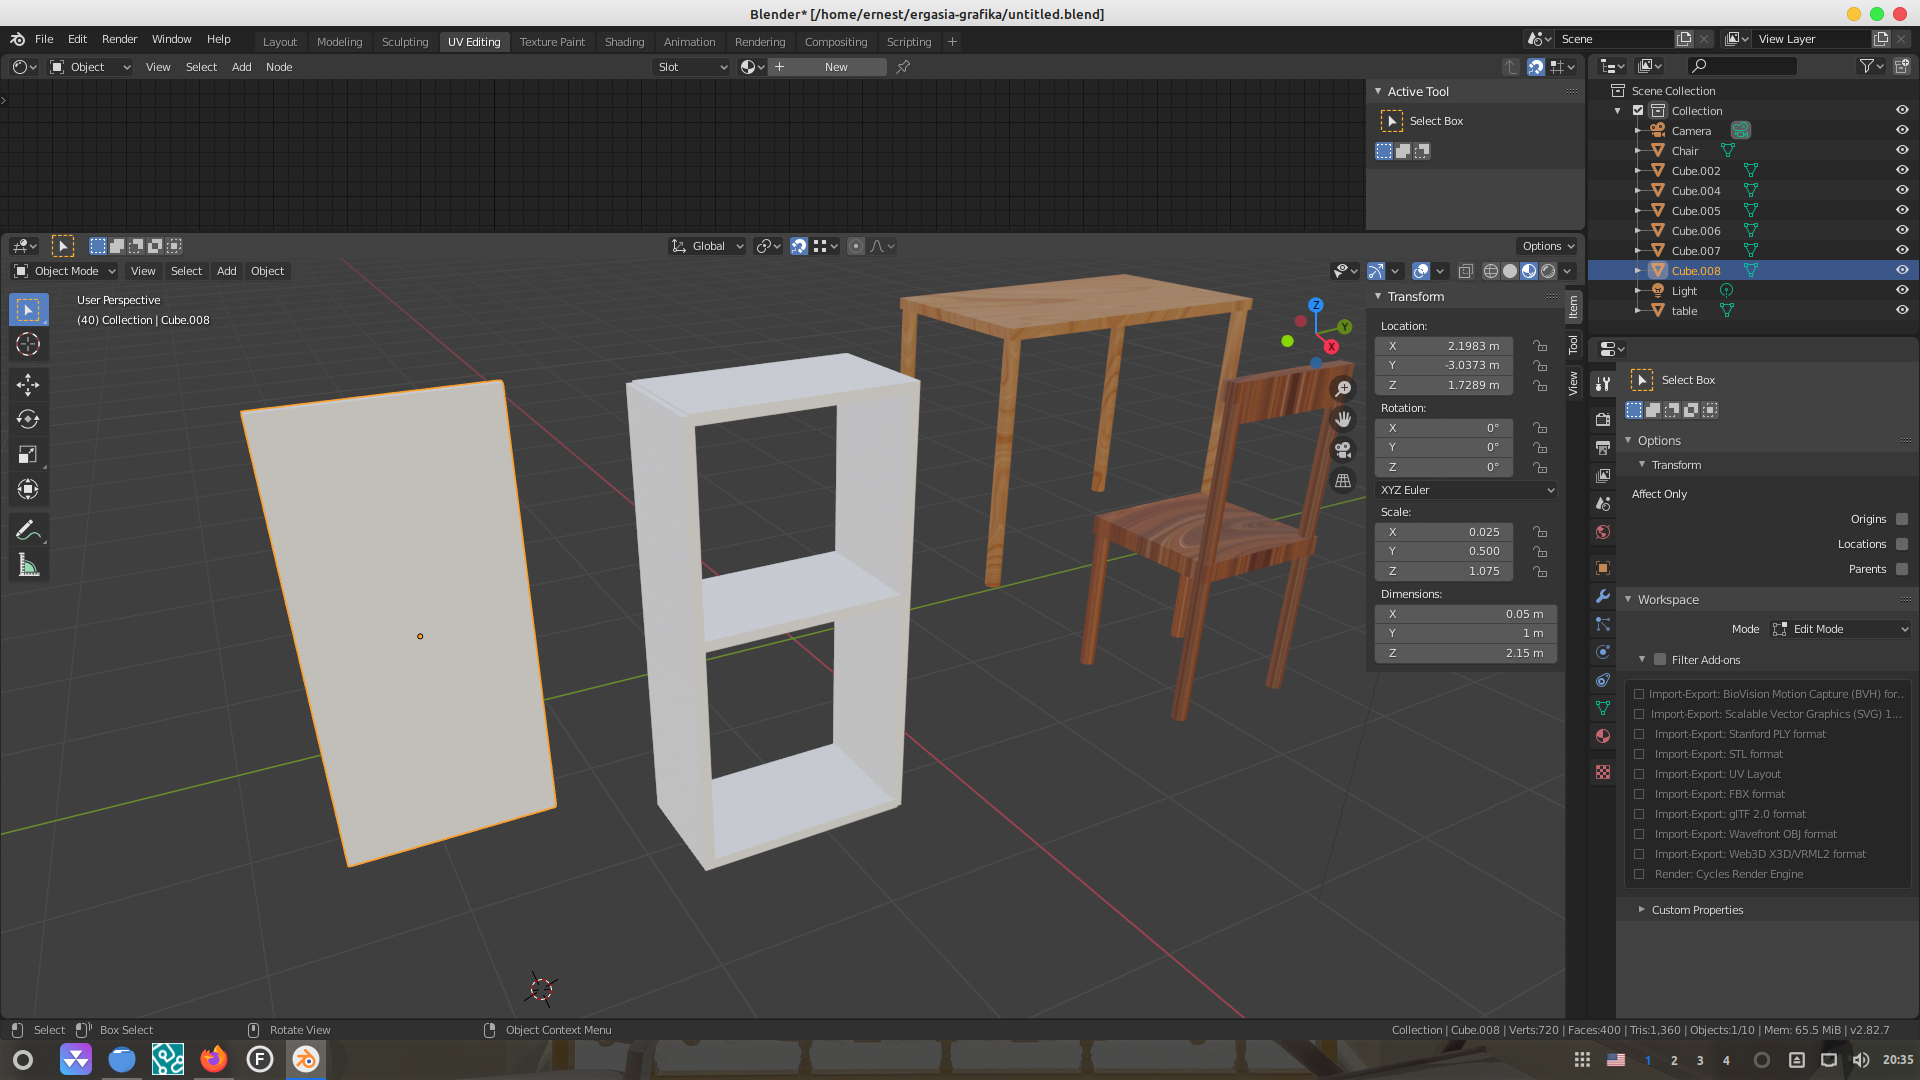 Blender* [/home/ernest/ergasia-grafika/untitled.blend]
File Edit Render Window Help Layout Modeling Sculpting UV Editing Texture Paint Shading Animation Rendering Compositing Scripting + Scene View Layer
Object View Select Add Node Slot New
Active Tool
Select Box
Global Options
Object Mode View Select Add Object
User Perspective
(40) Collection | Cube.008
Transform
Location:
X 2.1983 m
Y -3.0373 m
Z 1.7289 m
Rotation:
X 0°
Y 0°
Z 0°
XYZ Euler
Scale:
X 0.025
Y 0.500
Z 1.075
Dimensions:
X 0.05 m
Y 1 m
Z 2.15 m
Item
Tool
View
Z
Y
X
Scene Collection
Collection
Camera
Chair
Cube.002
Cube.004
Cube.005
Cube.006
Cube.007
Cube.008
Light
table
Select Box
Options
Transform
Affect Only
Origins
Locations
Parents
Workspace
Mode Edit Mode
Filter Add-ons
Import-Export: BioVision Motion Capture (BVH) for..
Import-Export: Scalable Vector Graphics (SVG) 1...
Import-Export: Stanford PLY format
Import-Export: STL format
Import-Export: UV Layout
Import-Export: FBX format
Import-Export: glTF 2.0 format
Import-Export: Wavefront OBJ format
Import-Export: Web3D X3D/VRML2 format
Render: Cycles Render Engine
Custom Properties
Select Box Select Rotate View Object Context Menu Collection | Cube.008 | Verts:720 | Faces:400 | Tris:1,360 | Objects:1/10 | Mem: 65.5 MiB | v2.82.7
F 1 2 3 4 20:35